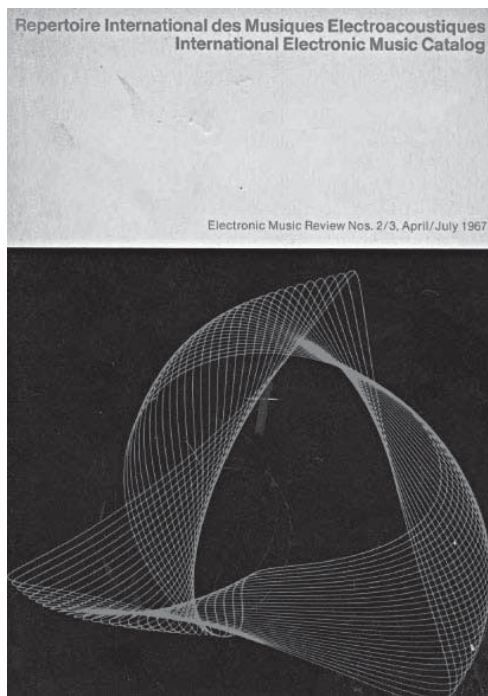 Repertoire International des Musiques Electroacoustiques
International Electronic Music Catalog
Electronic Music Review Nos. 2/3, April/July 1967